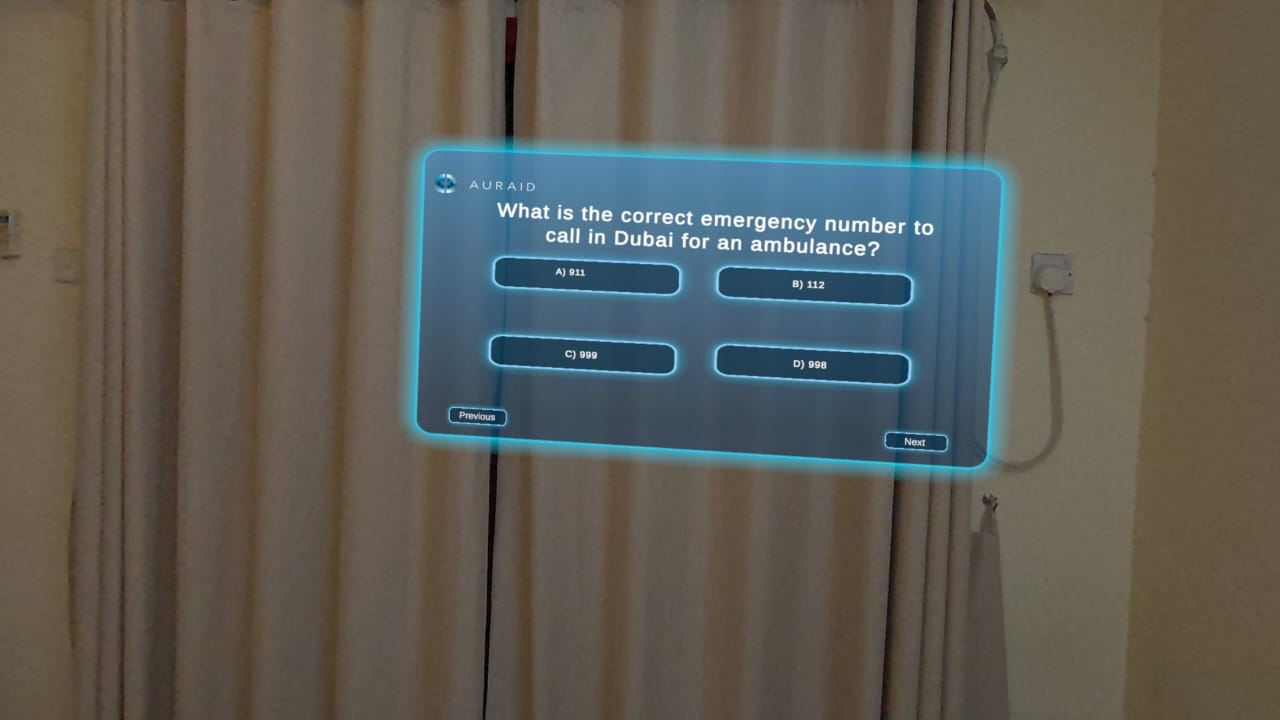 AURAID
What is the correct emergency number to
call in Dubai for an ambulance?
A) 911
B) 112
C) 999
D) 998
Previous
Next